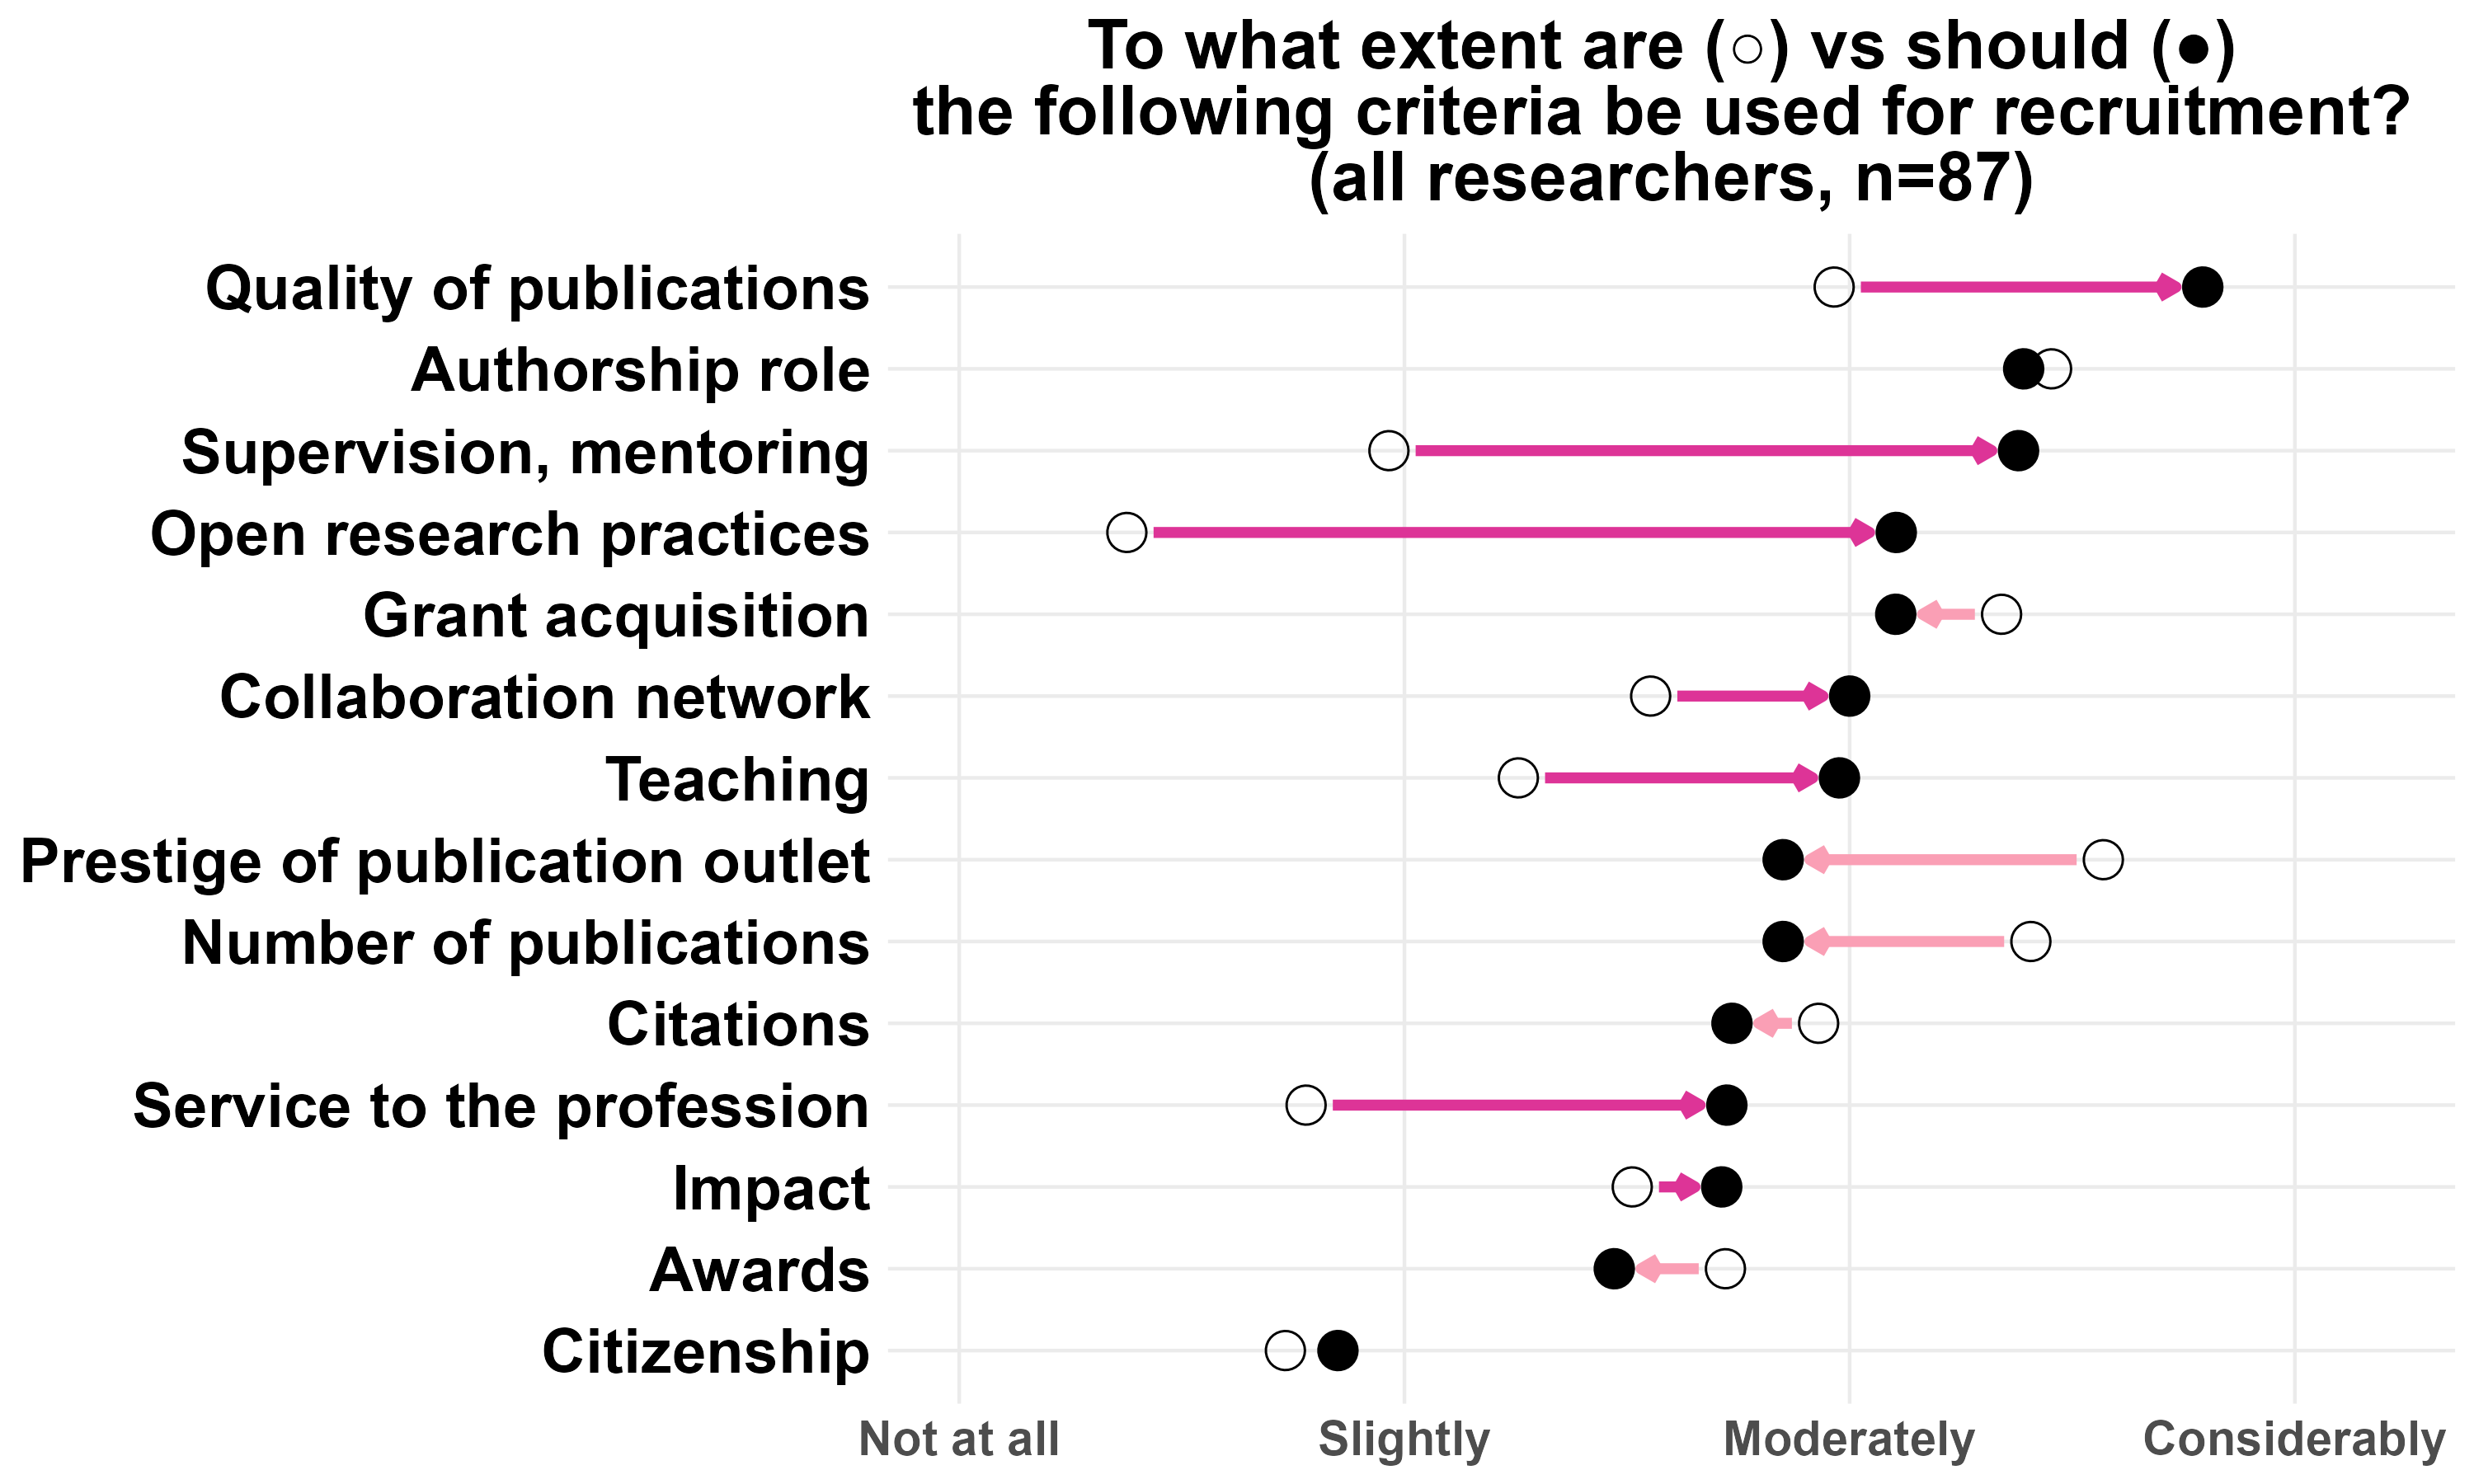 To what extent are (○) vs should (●)
the following criteria be used for recruitment?
(all researchers, n=87)
Quality of publications
Authorship role
Supervision, mentoring
Open research practices
Grant acquisition
Collaboration network
Teaching
Prestige of publication outlet
Number of publications
Citations
Service to the profession
Impact
Awards
Citizenship
Not at all
Slightly
Moderately
Considerably